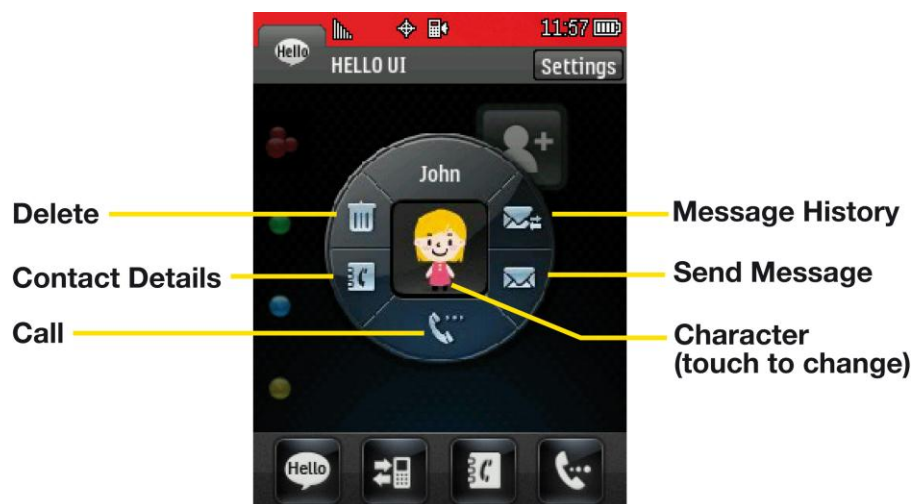 11:57
Hello
HELLO UI
Settings
John
Delete
Message History
Contact Details
Send Message
Call
Character
(touch to change)
Hello